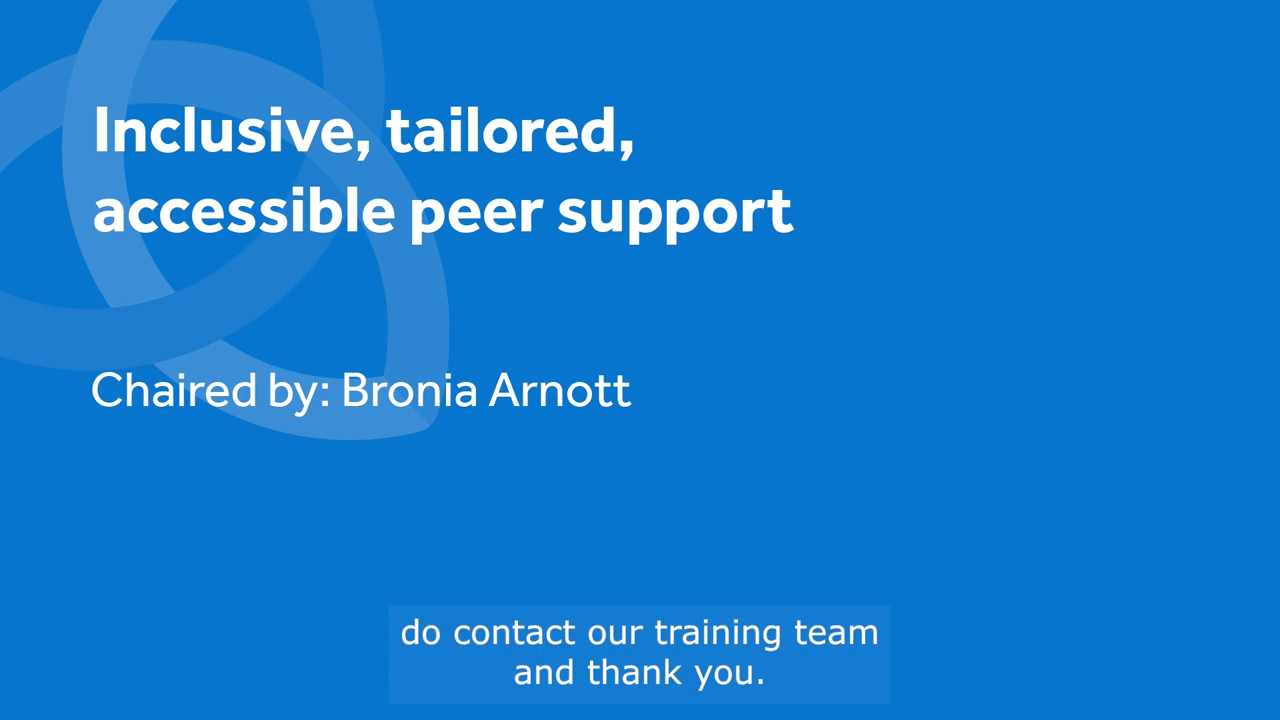 Inclusive, tailored,
accessible peer support
Chaired by: Bronia Arnott
do contact our training team
and thank you.